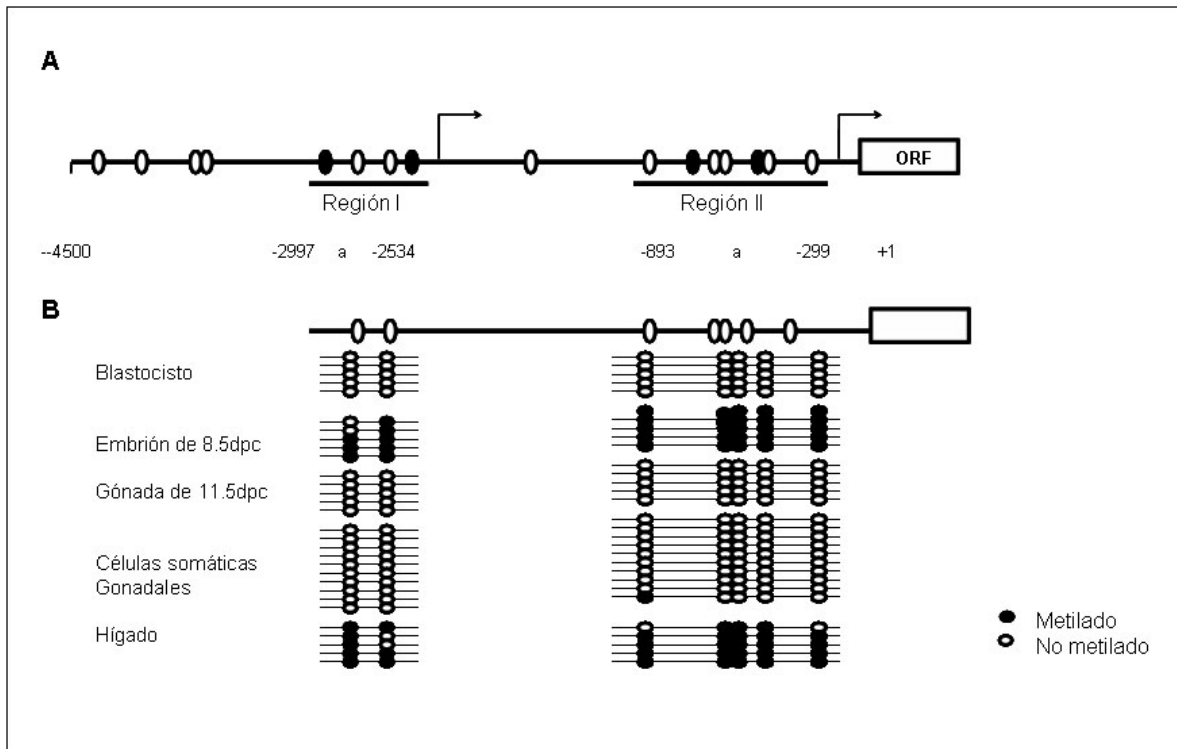 A
ORF
Región I
Región II
--4500
-2997 a -2534
-893 a -299
+1
B
Blastocisto
Embrión de 8.5dpc
Gónada de 11.5dpc
Células somáticas
Gonadales
Hígado
Metilado
No metilado